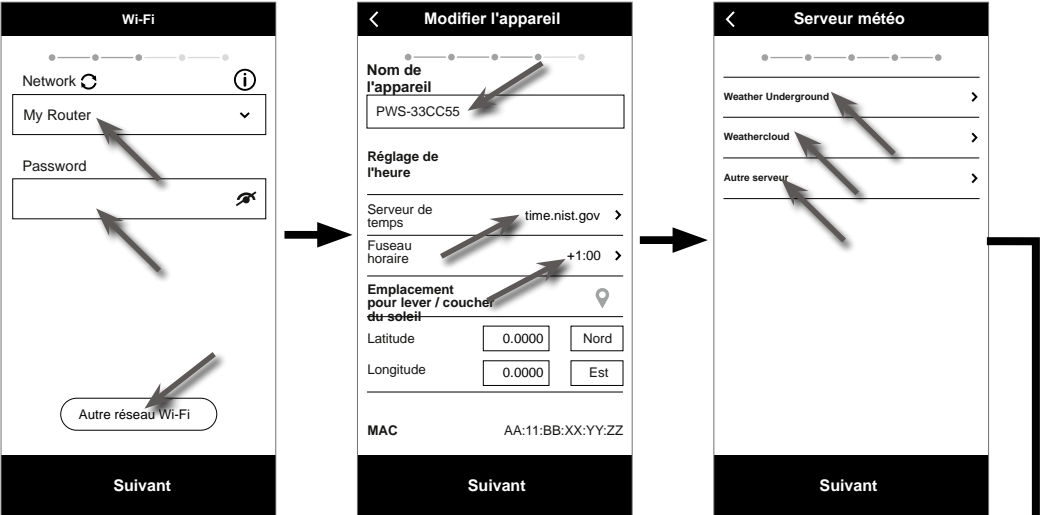 Wi-Fi
Network
My Router
Password
Autre réseau Wi-Fi
Suivant
Modifier l'appareil
Nom de
l'appareil
PWS-33CC55
Réglage de
l'heure
Serveur de
temps
time.nist.gov
Fuseau
horaire
+1:00
Emplacement
pour lever / coucher
du soleil
Latitude
0.0000
Nord
Longitude
0.0000
Est
MAC
AA:11:BB:XX:YY:ZZ
Suivant
Serveur météo
Weather Underground
Weathercloud
Autre serveur
Suivant